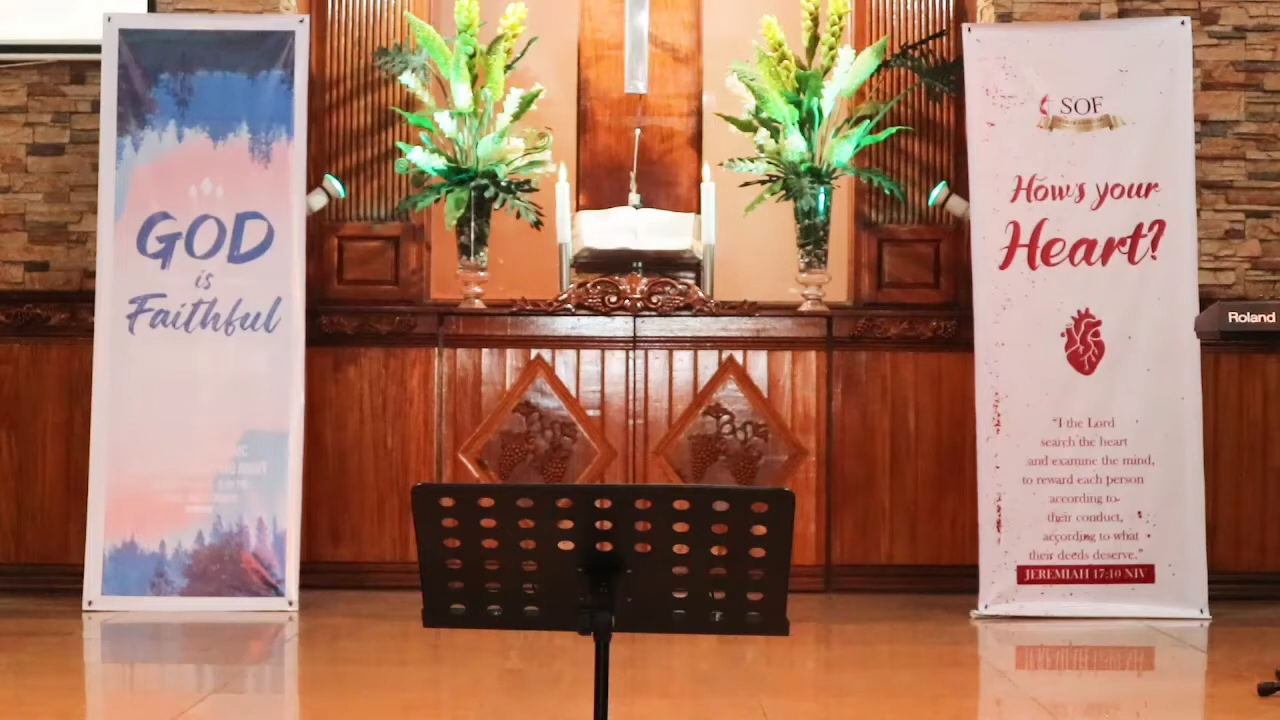 GOD
is
Faithful
SOF
How's your
Heart?
"I the Lord
search the heart
and examine the mind,
to reward each person
according to
their conduct,
according to what
their deeds deserve."
JEREMIAH 17:10 NIV
Roland